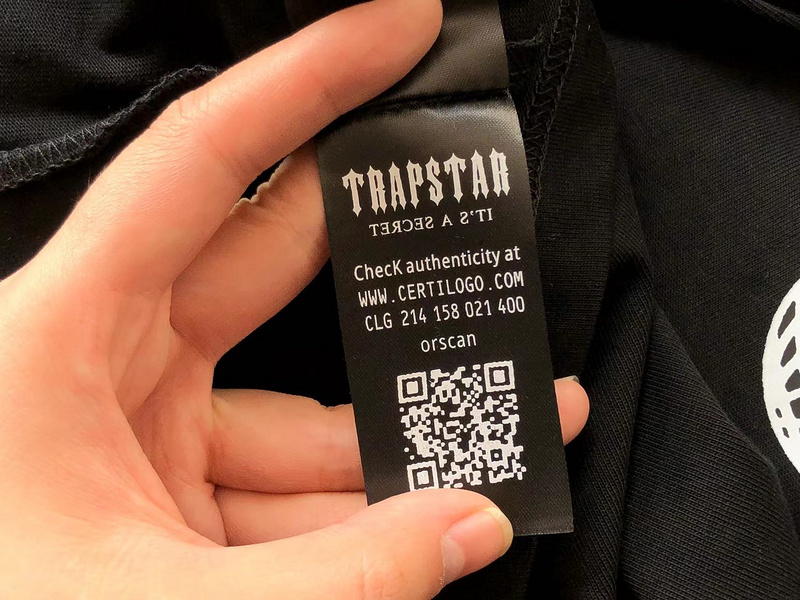 TRAPSTAR
IT'S A SECRET
ChecK authenticity at
WWW.CERTILOGO.COM
CLG 214 158 021 400
orscan